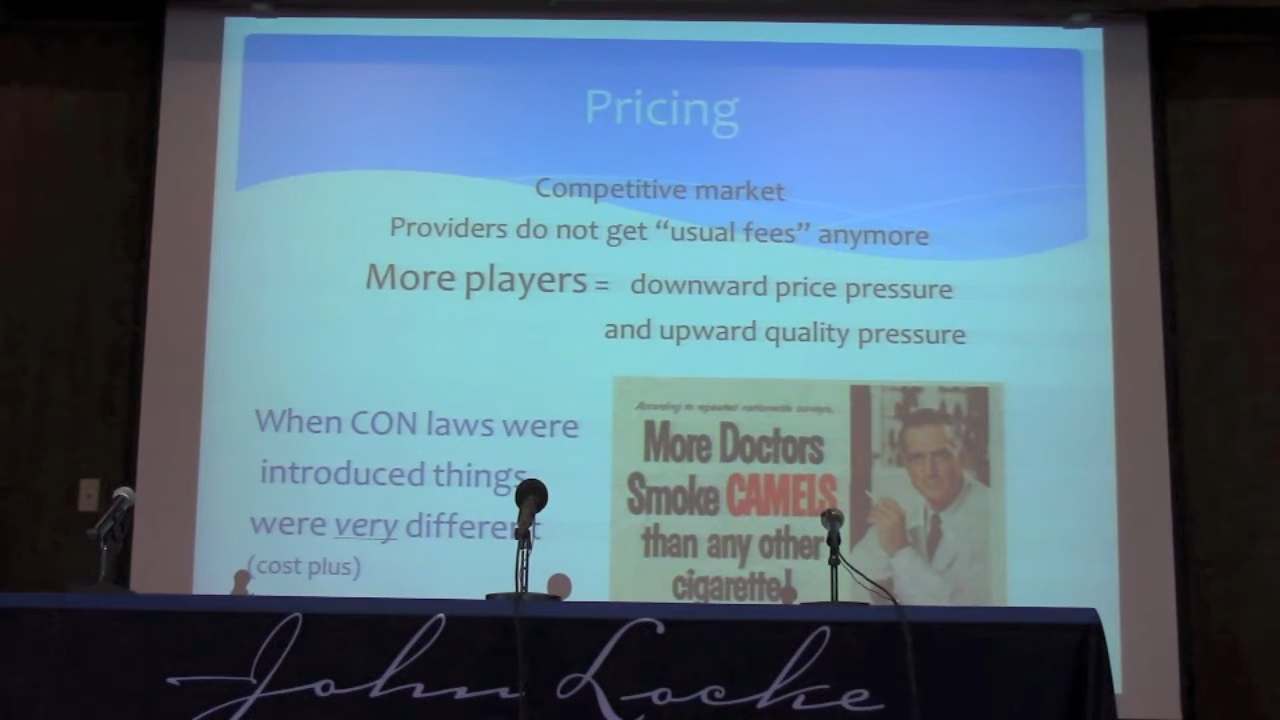 Pricing
Competitive market
Providers do not get “usual fees” anymore
More players = downward price pressure
and upward quality pressure
When CON laws were
introduced things
were very different
(cost plus)
According to repeated nationwide surveys,
More Doctors
Smoke CAMELS
than any other
cigarette!
John Locke